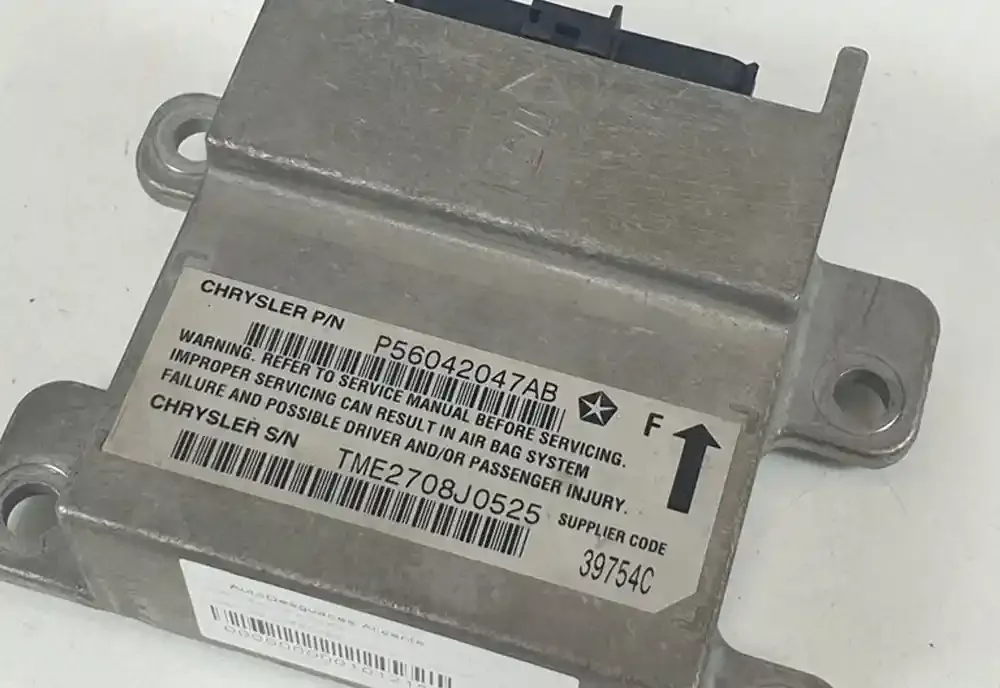 CHRYSLER P/N
P56042047AB
WARNING. REFER TO SERVICE MANUAL BEFORE SERVICING.
IMPROPER SERVICING CAN RESULT IN AIR BAG SYSTEM
FAILURE AND POSSIBLE DRIVER AND/OR PASSENGER INJURY.
F
CHRYSLER S/N
TME2708J0525
SUPPLIER CODE
39754C
AutoDesguaces